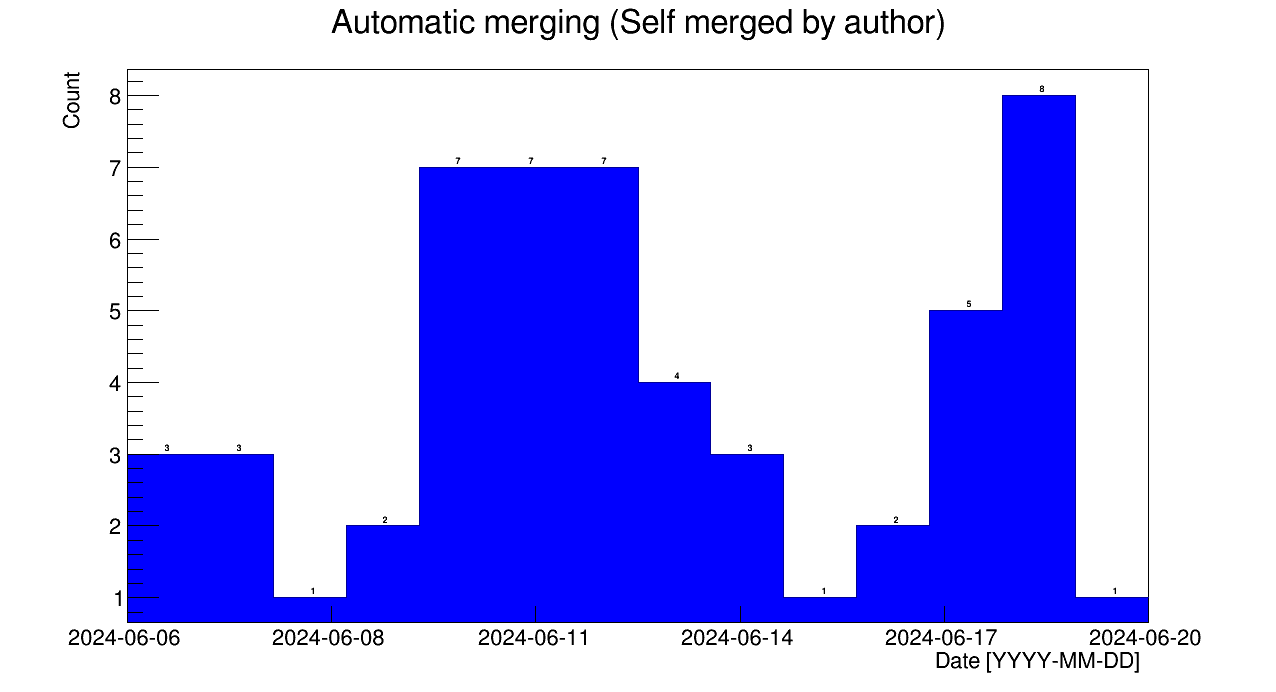 Automatic merging (Self merged by author)
Count
8
7
6
5
4
3
2
1
3 3 1 2 7 7 7 4 3 1 2 5 8 1
2024-06-06 2024-06-08 2024-06-11 2024-06-14 2024-06-17 2024-06-20
Date [YYYY-MM-DD]